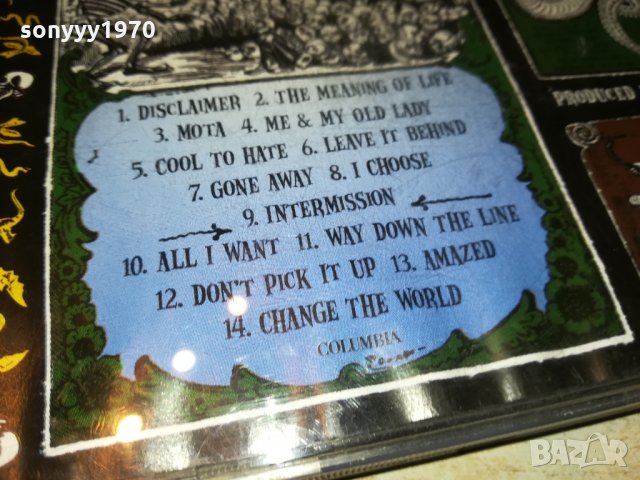 sonyyy1970
1. DISCLAIMER 2. THE MEANING OF LIFE
3. MOTA 4. ME & MY OLD LADY
5. COOL TO HATE 6. LEAVE IT BEHIND
7. GONE AWAY 8. I CHOOSE
9. INTERMISSION
10. ALL I WANT 11. WAY DOWN THE LINE
12. DON'T PICK IT UP 13. AMAZED
14. CHANGE THE WORLD
COLUMBIA
PRODUCED
BAZAR
bg